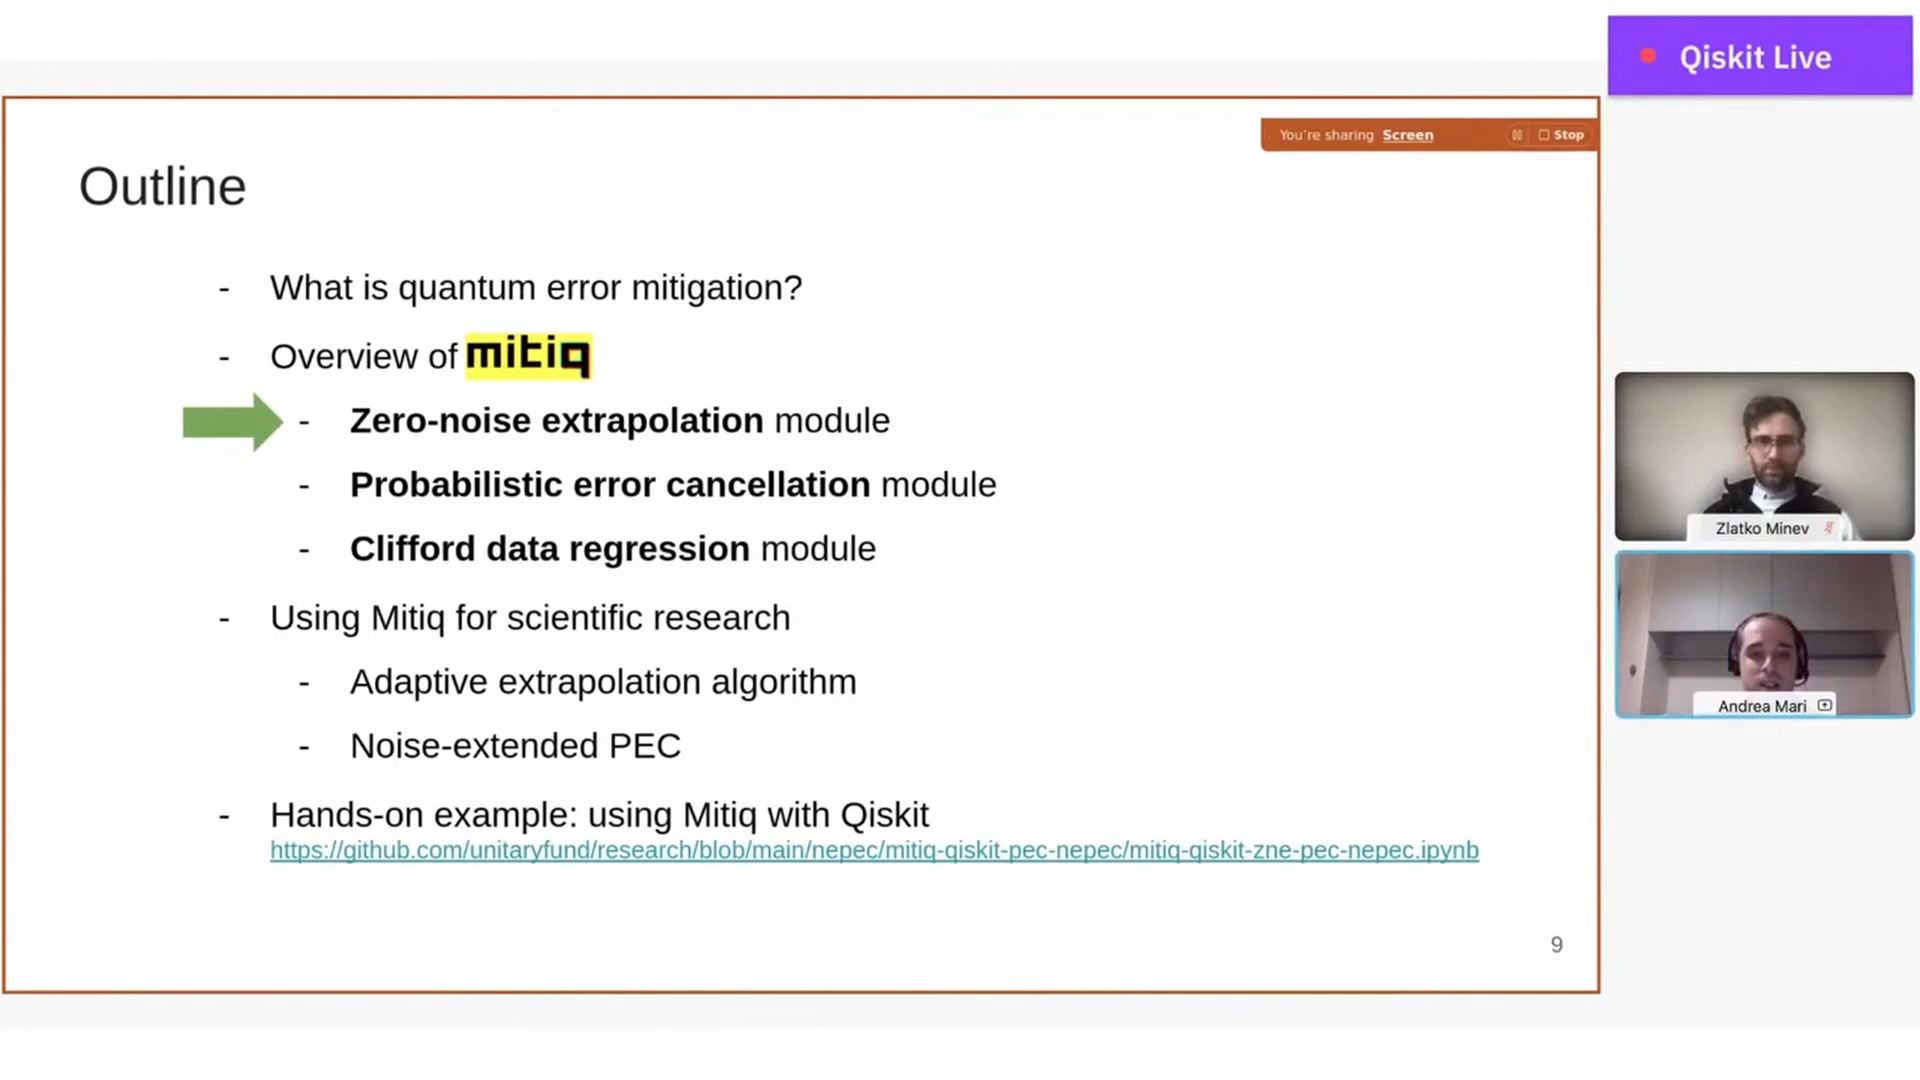 Qiskit Live
You're sharing Screen Stop
Outline
- What is quantum error mitigation?
- Overview of mitiq
- Zero-noise extrapolation module
- Probabilistic error cancellation module
- Clifford data regression module
- Using Mitiq for scientific research
- Adaptive extrapolation algorithm
- Noise-extended PEC
- Hands-on example: using Mitiq with Qiskit
https://github.com/unitaryfund/research/blob/main/nepec/mitiq-qiskit-pec-nepec/mitiq-qiskit-zne-pec-nepec.ipynb
9
Zlatko Minev
Andrea Mari